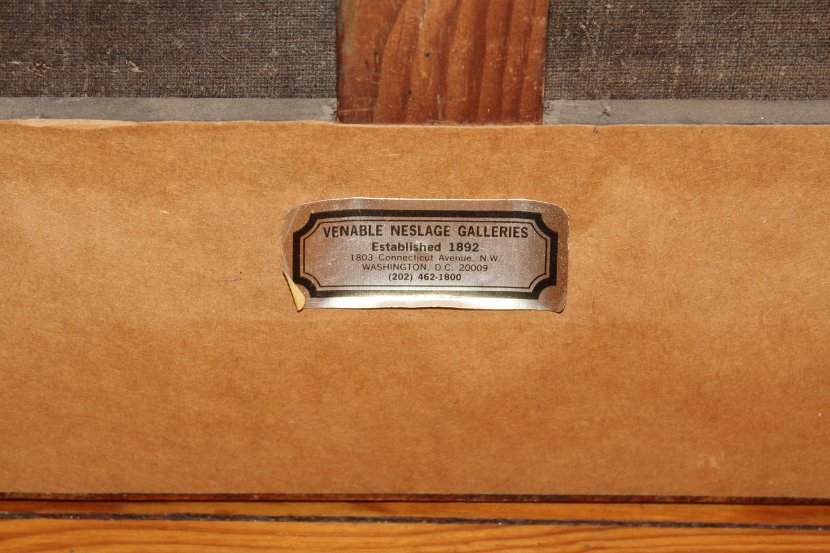 VENABLE NESLAGE GALLERIES
Established 1892
1803 Connecticut Avenue, N.W.
WASHINGTON, D.C. 20009
(202) 462-1800